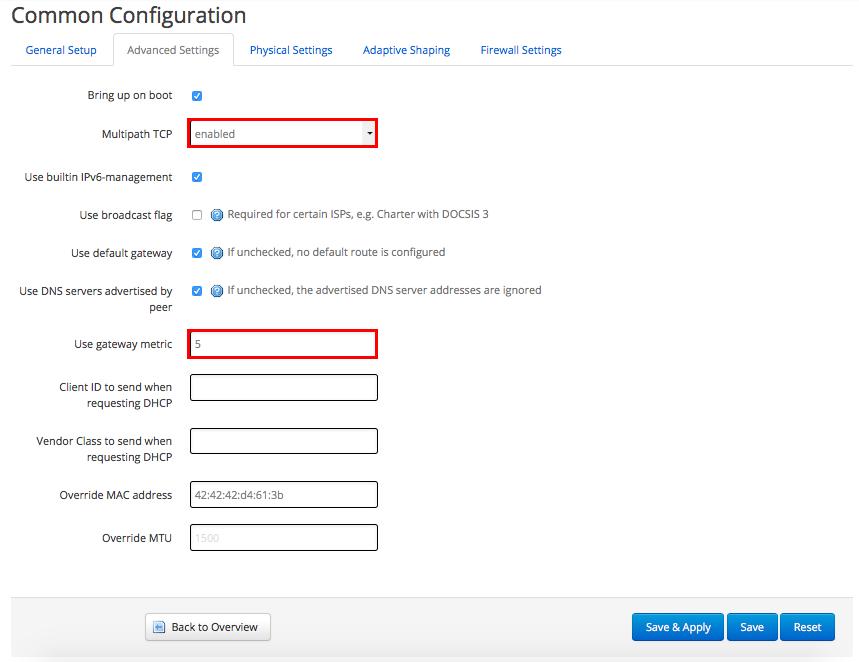 Common Configuration
General Setup Advanced Settings Physical Settings Adaptive Shaping Firewall Settings
Bring up on boot
Multipath TCP enabled
Use builtin IPv6-management
Use broadcast flag Required for certain ISPs, e.g. Charter with DOCSIS 3
Use default gateway If unchecked, no default route is configured
Use DNS servers advertised by If unchecked, the advertised DNS server addresses are ignored
peer
Use gateway metric 5
Client ID to send when
requesting DHCP
Vendor Class to send when
requesting DHCP
Override MAC address 42:42:42:d4:61:3b
Override MTU 1500
Back to Overview Save & Apply Save Reset